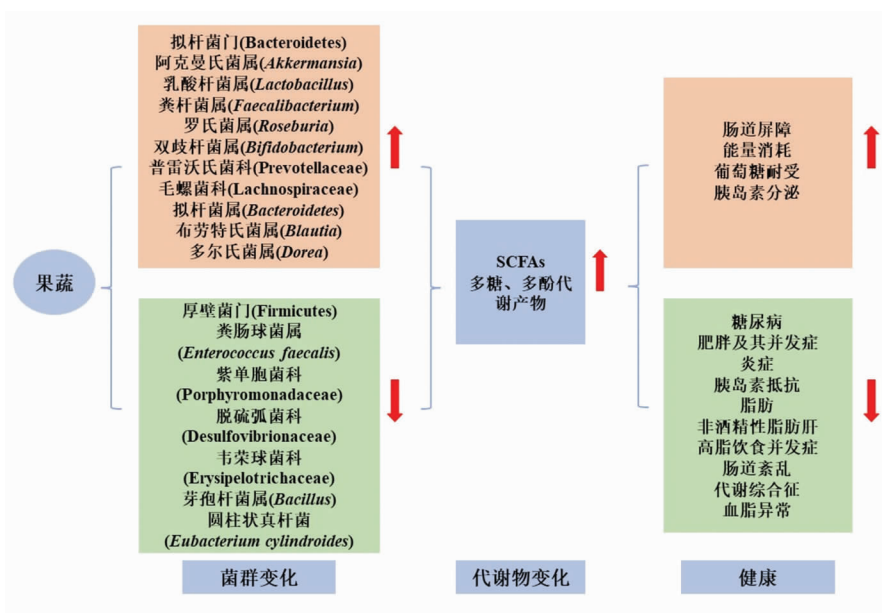 果蔬
拟杆菌门(Bacteroidetes)
阿克曼氏菌属(Akkermansia)
乳酸杆菌属(Lactobacillus)
粪杆菌属(Faecalibacterium)
罗氏菌属(Roseburia)
双歧杆菌属(Bifidobacterium)
普雷沃氏菌科(Prevotellaceae)
毛螺菌科(Lachnospiraceae)
拟杆菌属(Bacteroidetes)
布劳特氏菌属(Blautia)
多尔氏菌属(Dorea)
厚壁菌门(Firmicutes)
粪肠球菌属
(Enterococcus faecalis)
紫单胞菌科
(Porphyromonadaceae)
脱硫弧菌科
(Desulfovibrionaceae)
韦荣球菌科
(Erysipelotrichaceae)
芽孢杆菌属(Bacillus)
圆柱状真杆菌
(Eubacterium cylindroides)
菌群变化
SCFAs
多糖、多酚代
谢产物
代谢物变化
肠道屏障
能量消耗
葡萄糖耐受
胰岛素分泌
糖尿病
肥胖及其并发症
炎症
胰岛素抵抗
脂肪
非酒精性脂肪肝
高脂饮食并发症
肠道紊乱
代谢综合征
血脂异常
健康